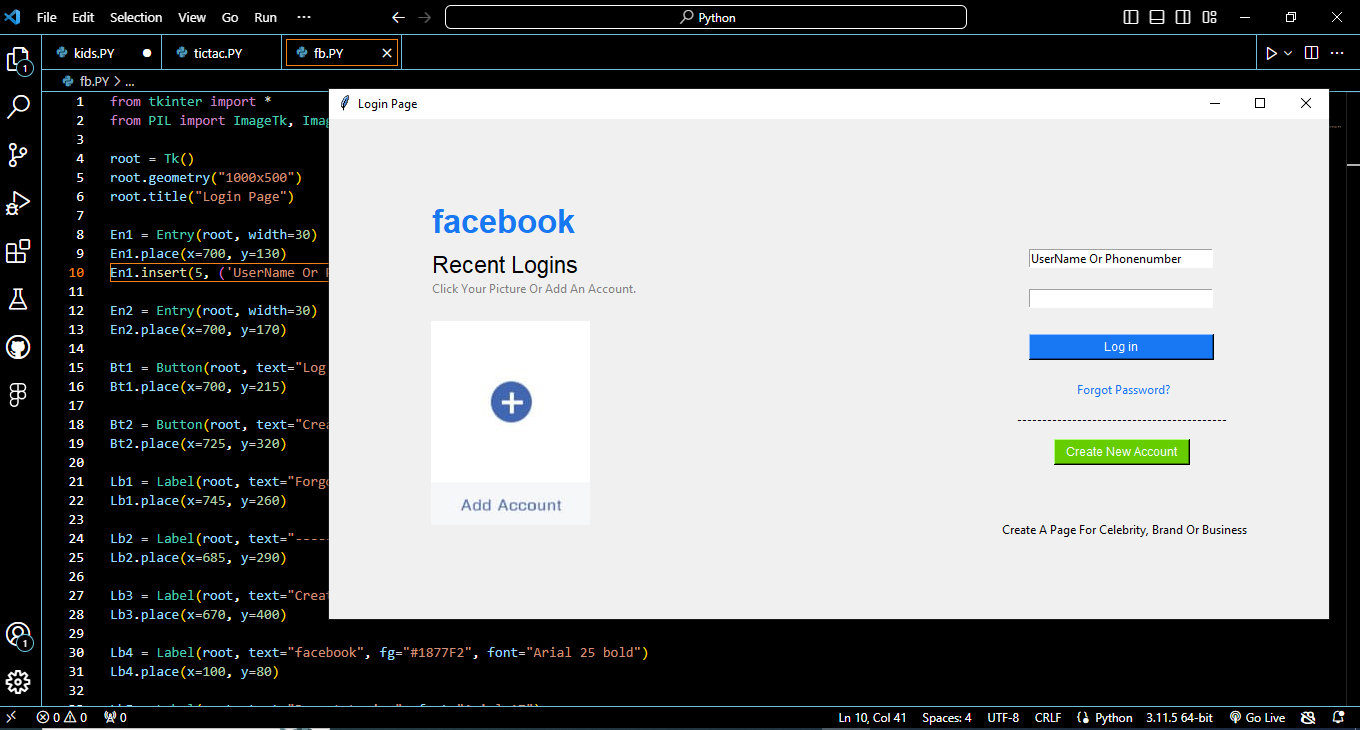 File Edit Selection View Go Run ··· Python
kids.PY tictac.PY fb.PY
fb.PY > ...
1 from tkinter import *
2 from PIL import ImageTk,
3
4 root = Tk()
5 root.geometry("1000x500")
6 root.title("Login Page")
7
8 En1 = Entry(root, width=30)
9 En1.place(x=700, y=130)
10 En1.insert(5, ('UserName Or
11
12 En2 = Entry(root, width=30)
13 En2.place(x=700, y=170)
14
15 Bt1 = Button(root, text="Log
16 Bt1.place(x=700, y=215)
17
18 Bt2 = Button(root, text="Crea
19 Bt2.place(x=725, y=320)
20
21 Lb1 = Label(root, text="Forgo
22 Lb1.place(x=745, y=260)
23
24 Lb2 = Label(root, text="-----
25 Lb2.place(x=685, y=290)
26
27 Lb3 = Label(root, text="Creat
28 Lb3.place(x=670, y=400)
29
30 Lb4 = Label(root, text="facebook", fg="#1877F2", font="Arial 25 bold")
31 Lb4.place(x=100, y=80)
32
Login Page
facebook
Recent Logins
Click Your Picture Or Add An Account.
Add Account
UserName Or Phonenumber
Log in
Forgot Password?
------------------------------------------
Create New Account
Create A Page For Celebrity, Brand Or Business
1
1
0 0 0 Ln 10, Col 41 Spaces: 4 UTF-8 CRLF Python 3.11.5 64-bit Go Live